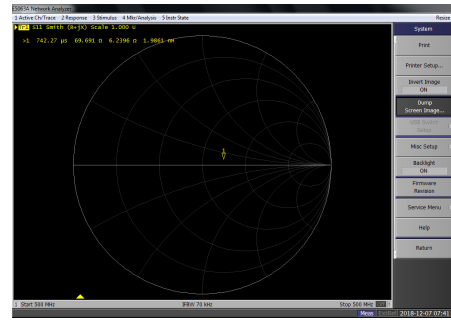 E5063A Network Analyzer
1 Active Ch/Trace 2 Response 3 Stimulus 4 Mkr/Analysis 5 Instr State
Resize
Tr1 S11 Smith (R+jX) Scale 1.000 U
>1 742.27 µs 69.691 Ω 6.2396 Ω 1.9861 nH
1
System
Print
Printer Setup...
Invert Image
ON
Dump
Screen Image...
Misc Setup
Backlight
ON
Firmware
Revision
Service Menu
Help
Return
1 Start 500 MHz
IFBW 70 kHz
Stop 500 MHz
Meas
ExtRef
2018-12-07 07:41